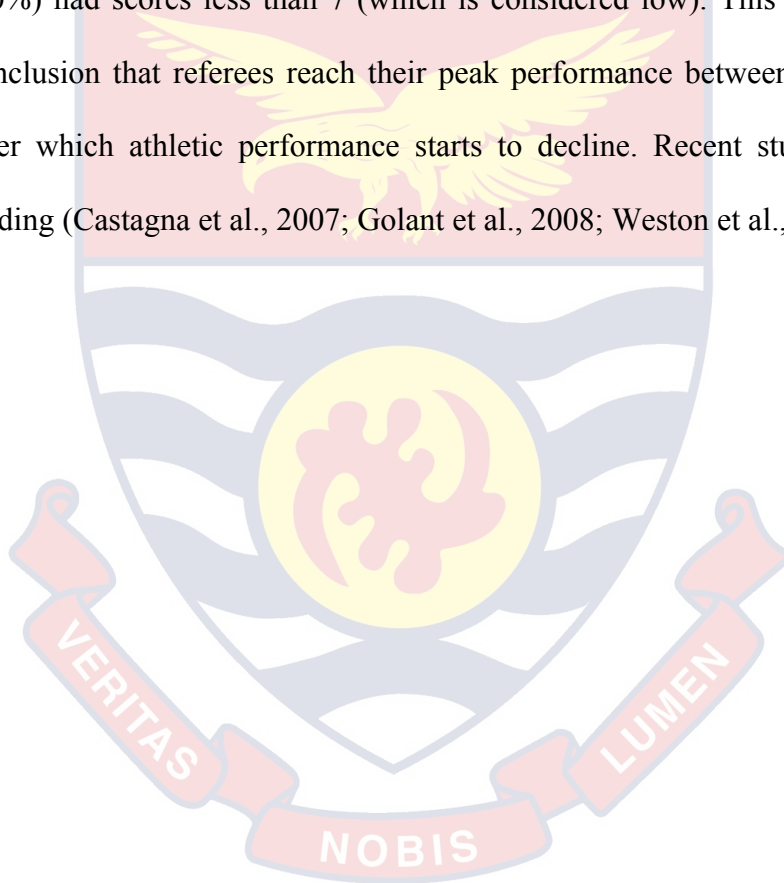 0%) had scores less than 7 (which is considered low). This
nclusion that referees reach their peak performance between
er which athletic performance starts to decline. Recent stu
ding (Castagna et al., 2007; Golant et al., 2008; Weston et al.,
VERITAS
NOBIS
LUMEN